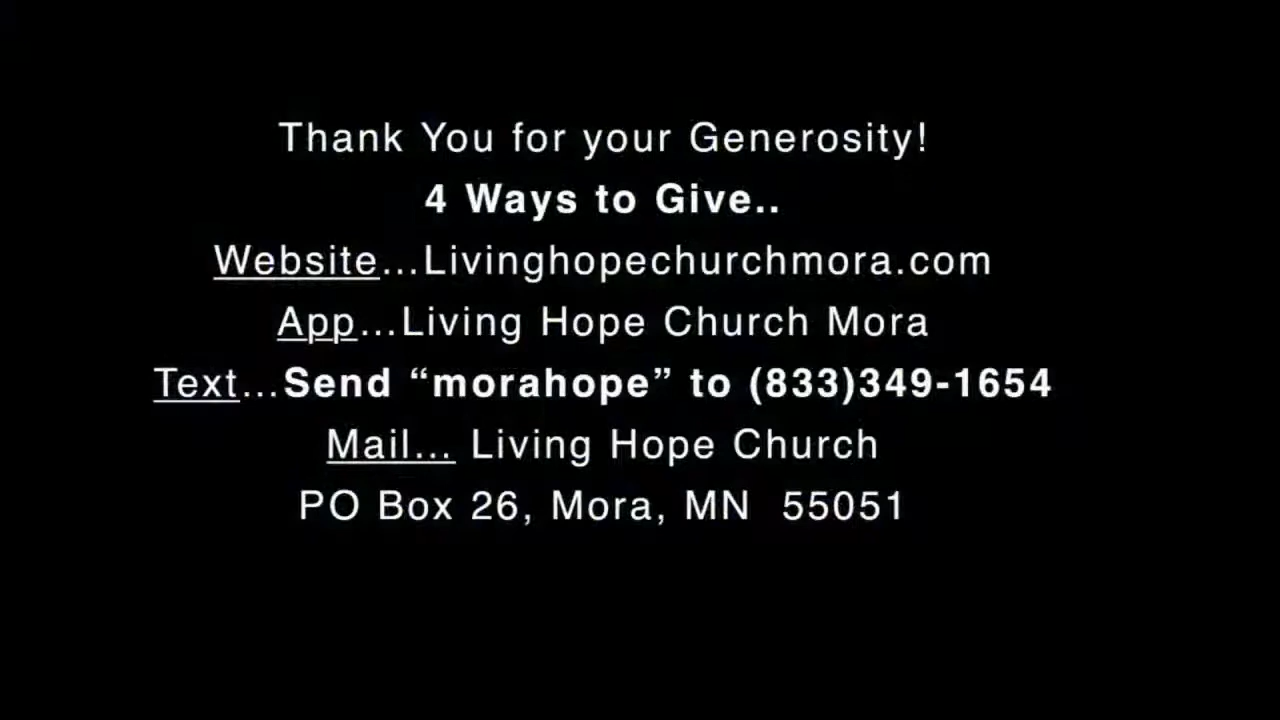 Thank You for your Generosity!
4 Ways to Give..
Website...Livinghopechurchmora.com
App...Living Hope Church Mora
Text...Send “morahope” to (833)349-1654
Mail... Living Hope Church
PO Box 26, Mora, MN  55051